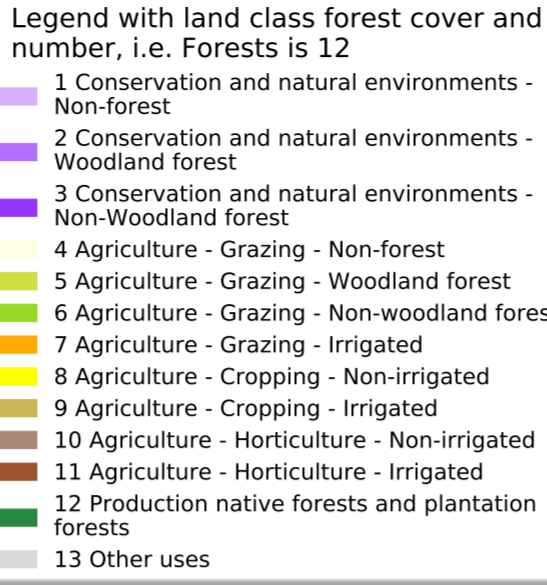 Legend with land class forest cover and
number, i.e. Forests is 12
1 Conservation and natural environments -
Non-forest
2 Conservation and natural environments -
Woodland forest
3 Conservation and natural environments -
Non-Woodland forest
4 Agriculture - Grazing - Non-forest
5 Agriculture - Grazing - Woodland forest
6 Agriculture - Grazing - Non-woodland fores
7 Agriculture - Grazing - Irrigated
8 Agriculture - Cropping - Non-irrigated
9 Agriculture - Cropping - Irrigated
10 Agriculture - Horticulture - Non-irrigated
11 Agriculture - Horticulture - Irrigated
12 Production native forests and plantation
forests
13 Other uses